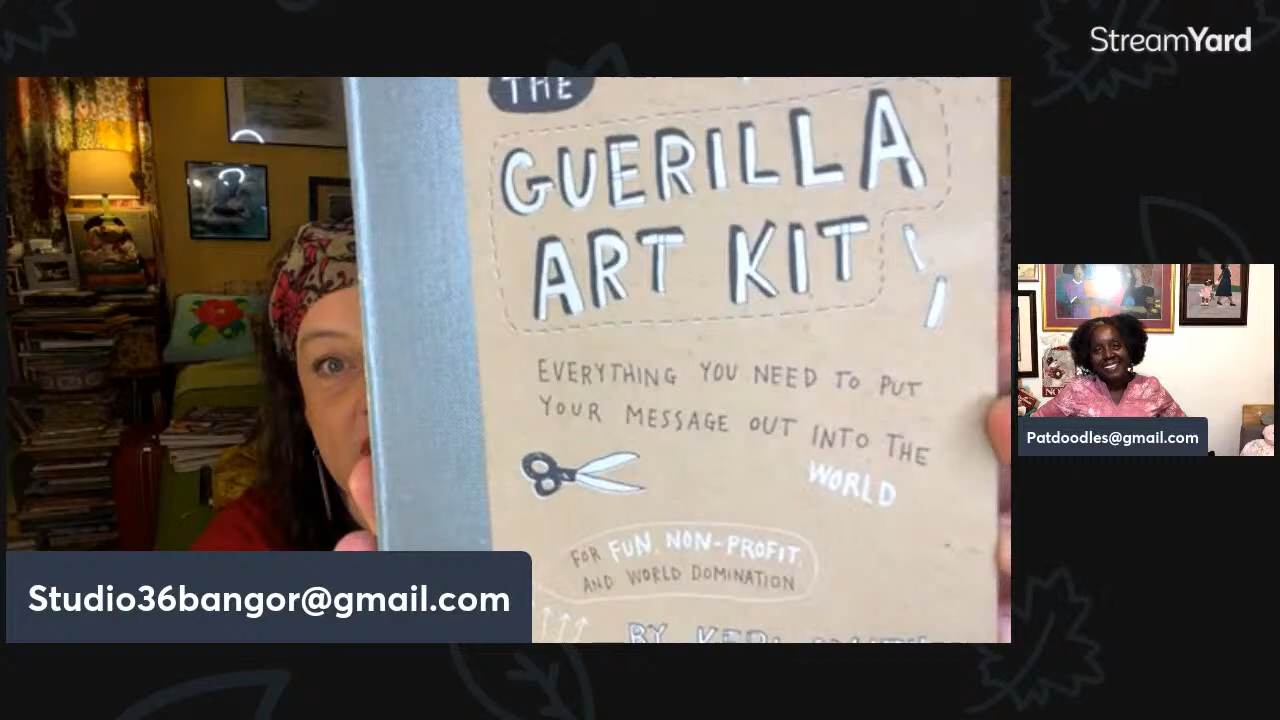 StreamYard
THE
GUERILLA
ART KIT
EVERYTHING YOU NEED TO PUT
YOUR MESSAGE OUT INTO THE
WORLD
FOR FUN, NON-PROFIT,
AND WORLD DOMINATION
BY KERI
Studio36bangor@gmail.com
Patdoodles@gmail.com